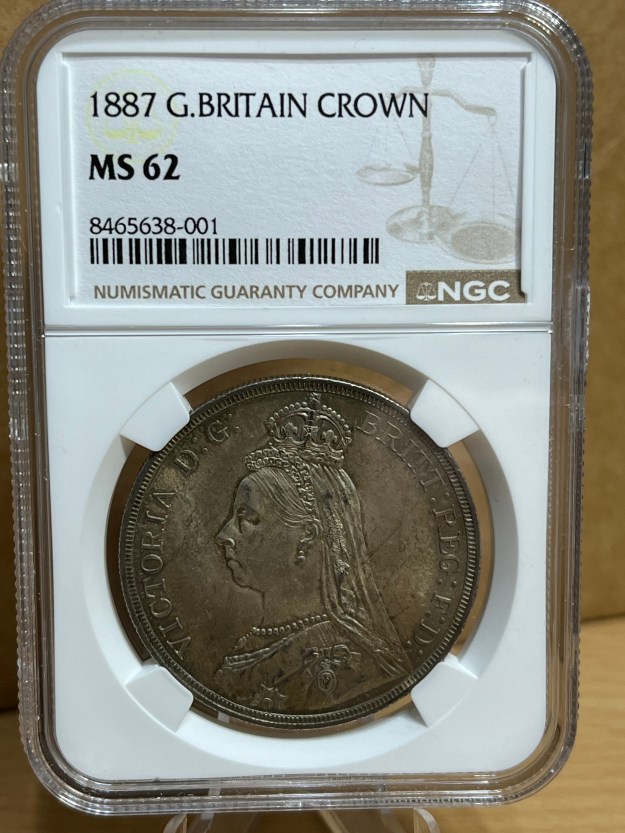 1887 G.BRITAIN CROWN
MS 62
8465638-001
NUMISMATIC GUARANTY COMPANY NGC
VICTORIA D:G: BRITT:REG:F:D: